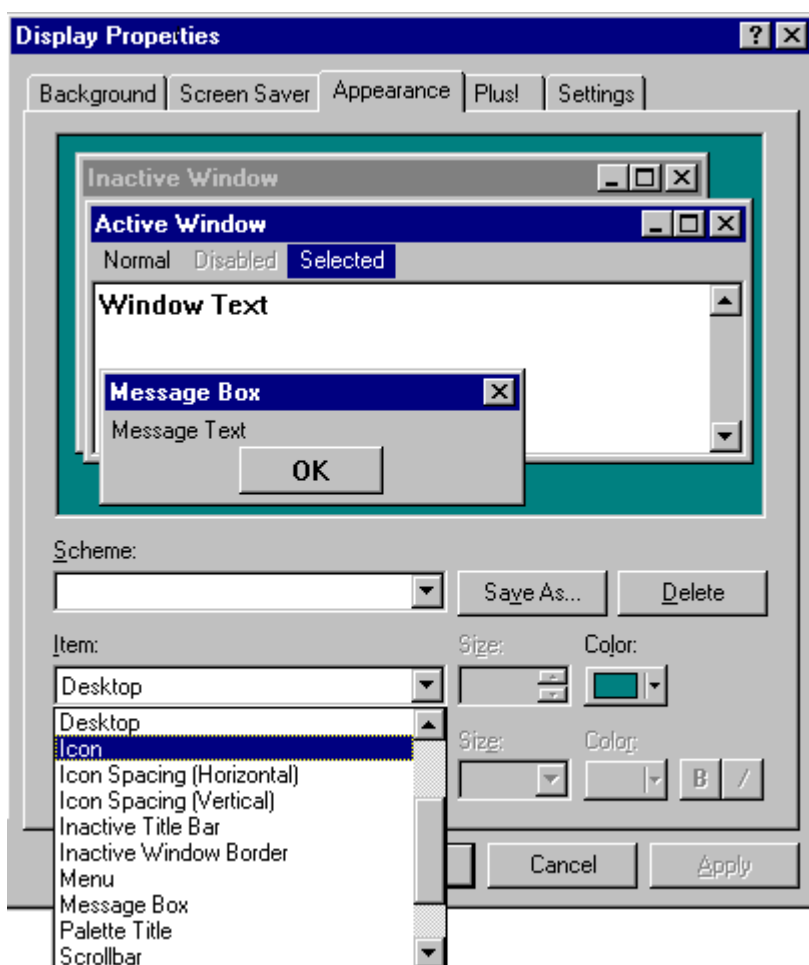 Display Properties
Background Screen Saver Appearance Plus! Settings
Inactive Window
Active Window
Normal Disabled Selected
Window Text
Message Box
Message Text
OK
Scheme:
Save As... Delete
Item: Size: Color:
Desktop
Desktop
Icon
Size: Color:
Icon Spacing (Horizontal)
Icon Spacing (Vertical) B /
Inactive Title Bar
Inactive Window Border
Cancel Apply
Menu
Message Box
Palette Title
Scrollbar